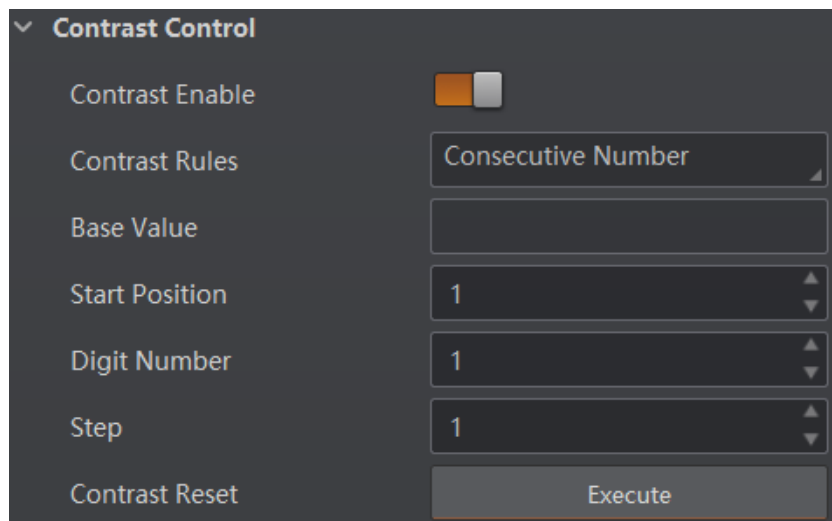 Contrast Control
Contrast Enable
Contrast Rules Consecutive Number
Base Value
Start Position 1
Digit Number 1
Step 1
Contrast Reset Execute